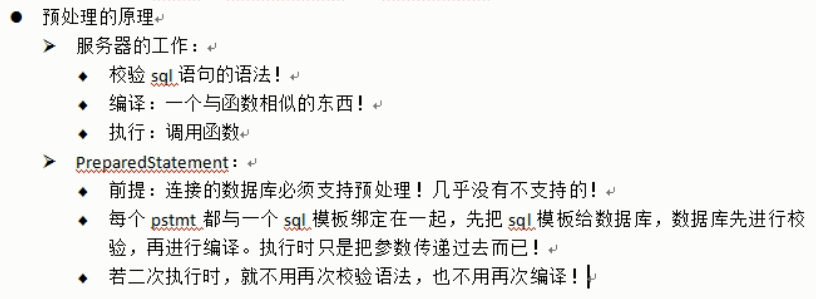 预处理的原理
服务器的工作：
校验 sql 语句的语法！
编译：一个与函数相似的东西！
执行：调用函数
PreparedStatement：
前提：连接的数据库必须支持预处理！几乎没有不支持的！
每个 pstmt 都与一个 sql 模板绑定在一起，先把 sql 模板给数据库，数据库先进行校
验，再进行编译。执行时只是把参数传递过去而已！
若二次执行时，就不用再次校验语法，也不用再次编译！